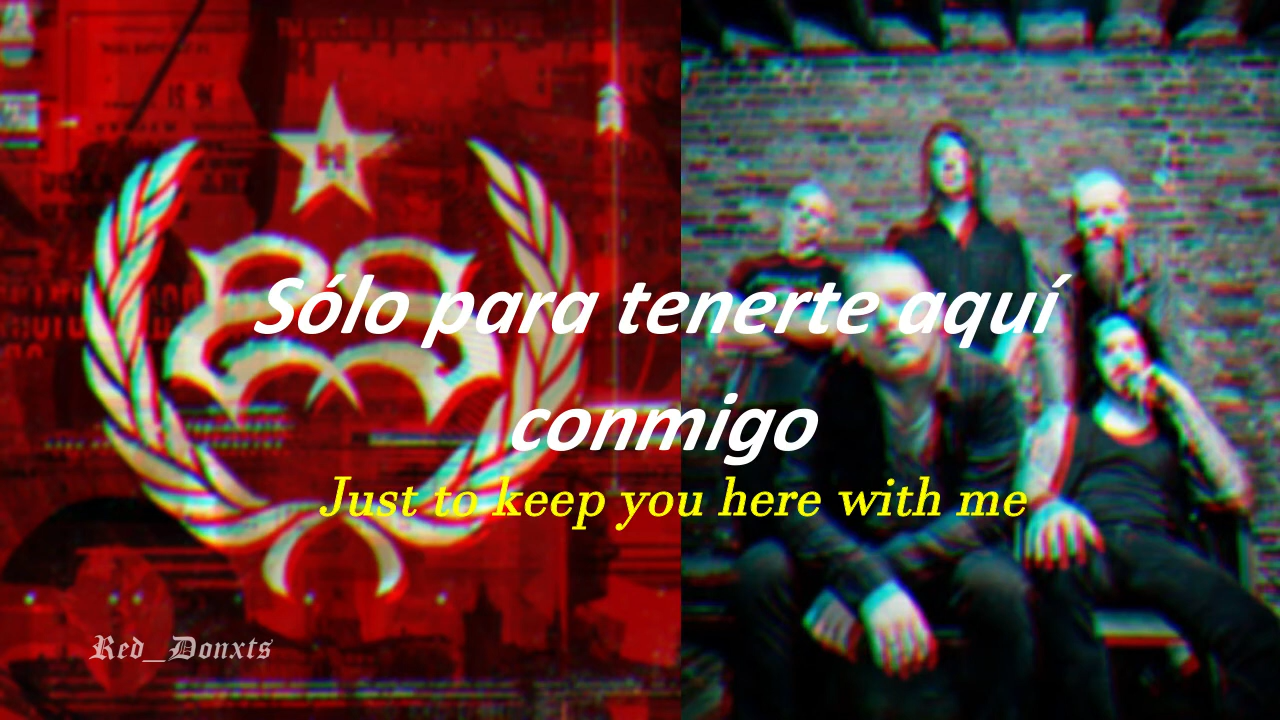 Sólo para tenerte aquí
conmigo
Just to keep you here with me
Red_Donxts